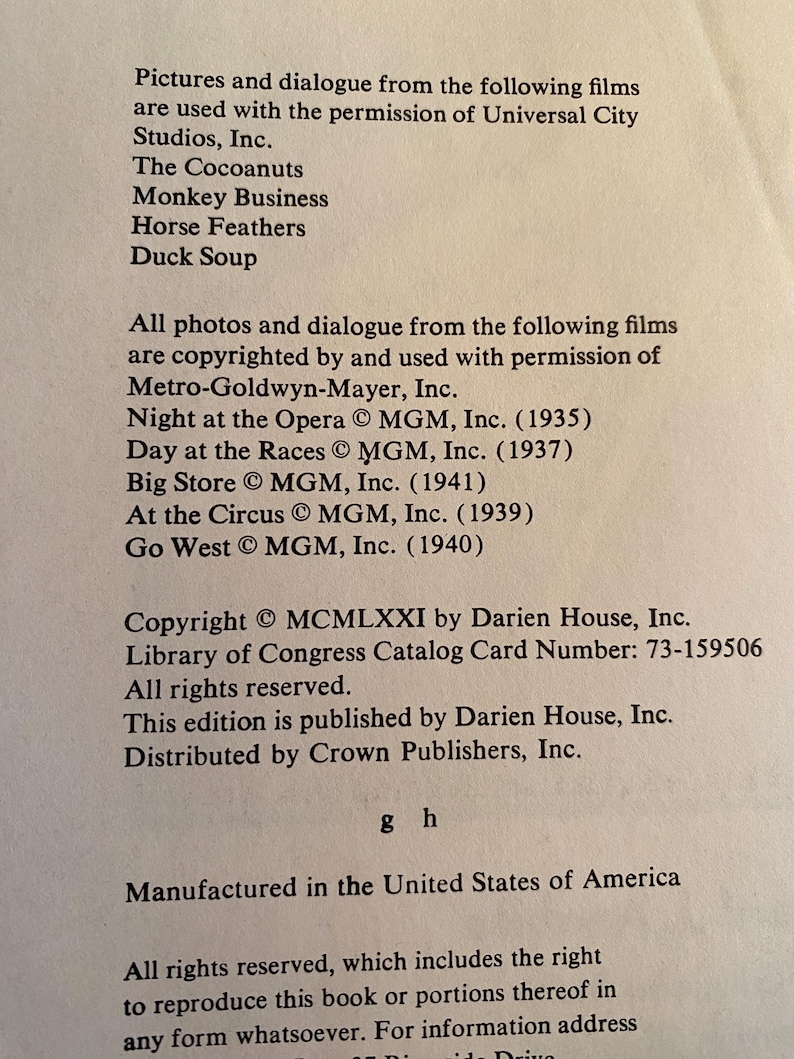 Pictures and dialogue from the following films
are used with the permission of Universal City
Studios, Inc.
The Cocoanuts
Monkey Business
Horse Feathers
Duck Soup
All photos and dialogue from the following films
are copyrighted by and used with permission of
Metro-Goldwyn-Mayer, Inc.
Night at the Opera © MGM, Inc. (1935)
Day at the Races © MGM, Inc. (1937)
Big Store © MGM, Inc. (1941)
At the Circus © MGM, Inc. (1939)
Go West © MGM, Inc. (1940)
Copyright © MCMLXXI by Darien House, Inc.
Library of Congress Catalog Card Number: 73-159506
All rights reserved.
This edition is published by Darien House, Inc.
Distributed by Crown Publishers, Inc.
g h
Manufactured in the United States of America
All rights reserved, which includes the right
to reproduce this book or portions thereof in
any form whatsoever. For information address
Drive